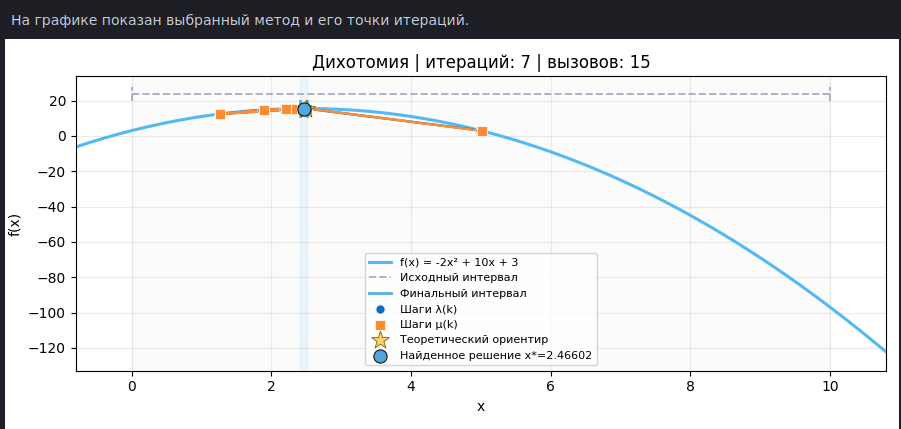 На графике показан выбранный метод и его точки итераций.
Дихотомия | итераций: 7 | вызовов: 15
20
0
−20
−40
−60
−80
−100
−120
f(x)
f(x) = -2x² + 10x + 3
Исходный интервал
Финальный интервал
Шаги λ(k)
Шаги μ(k)
Теоретический ориентир
Найденное решение x*=2.46602
0 2 4 6 8 10
x